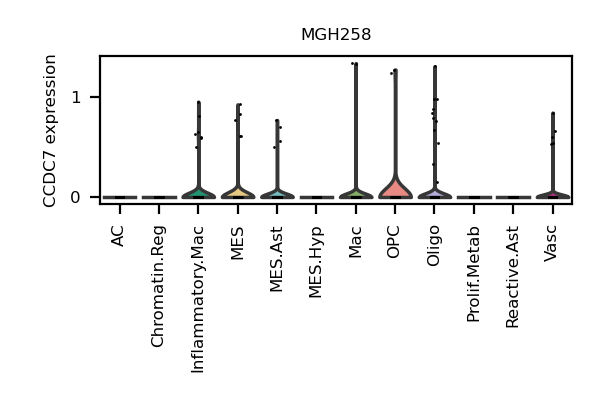 MGH258
CCDC7 expression
1
0
AC
Chromatin.Reg
Inflammatory.Mac
MES
MES.Ast
MES.Hyp
Mac
OPC
Oligo
Prolif.Metab
Reactive.Ast
Vasc